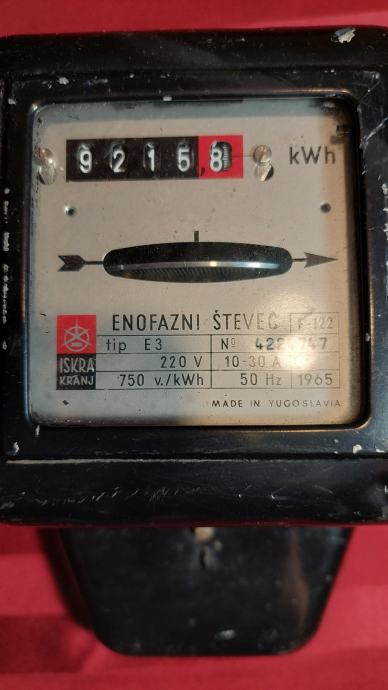 92156,8 kWh
ENOFAZNI ŠTEVEC
tip E3 Nº
220 V 10-30 A
750 v./kWh 50 Hz 1965
ISKRA
KRANJ
MADE IN YUGOSLAVIA